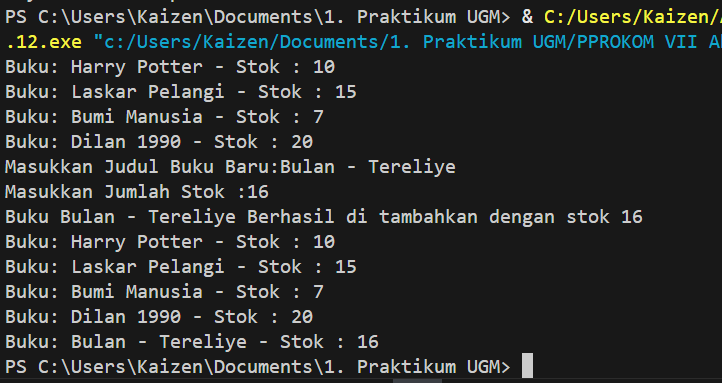 PS C:\Users\Kaizen\Documents\1. Praktikum UGM> & C:/Users/Kaizen/
.12.exe "c:/Users/Kaizen/Documents/1. Praktikum UGM/PPROKOM VII
Buku: Harry Potter - Stok : 10
Buku: Laskar Pelangi - Stok : 15
Buku: Bumi Manusia - Stok : 7
Buku: Dilan 1990 - Stok : 20
Masukkan Judul Buku Baru:Bulan - Tereliye
Masukkan Jumlah Stok :16
Buku Bulan - Tereliye Berhasil di tambahkan dengan stok 16
Buku: Harry Potter - Stok : 10
Buku: Laskar Pelangi - Stok : 15
Buku: Bumi Manusia - Stok : 7
Buku: Dilan 1990 - Stok : 20
Buku: Bulan - Tereliye - Stok : 16
PS C:\Users\Kaizen\Documents\1. Praktikum UGM>